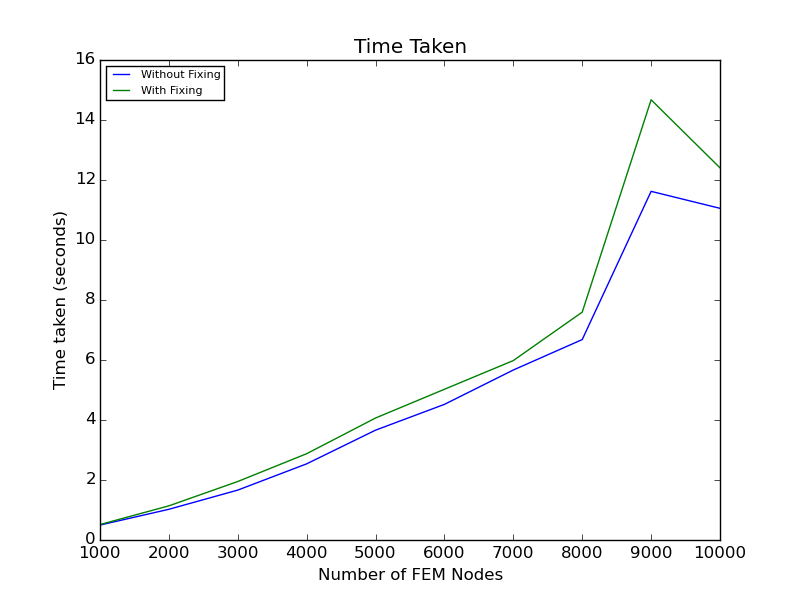 Time Taken
Without Fixing
With Fixing
16
14
12
10
8
6
4
2
0
Time taken (seconds)
1000 2000 3000 4000 5000 6000 7000 8000 9000 10000
Number of FEM Nodes